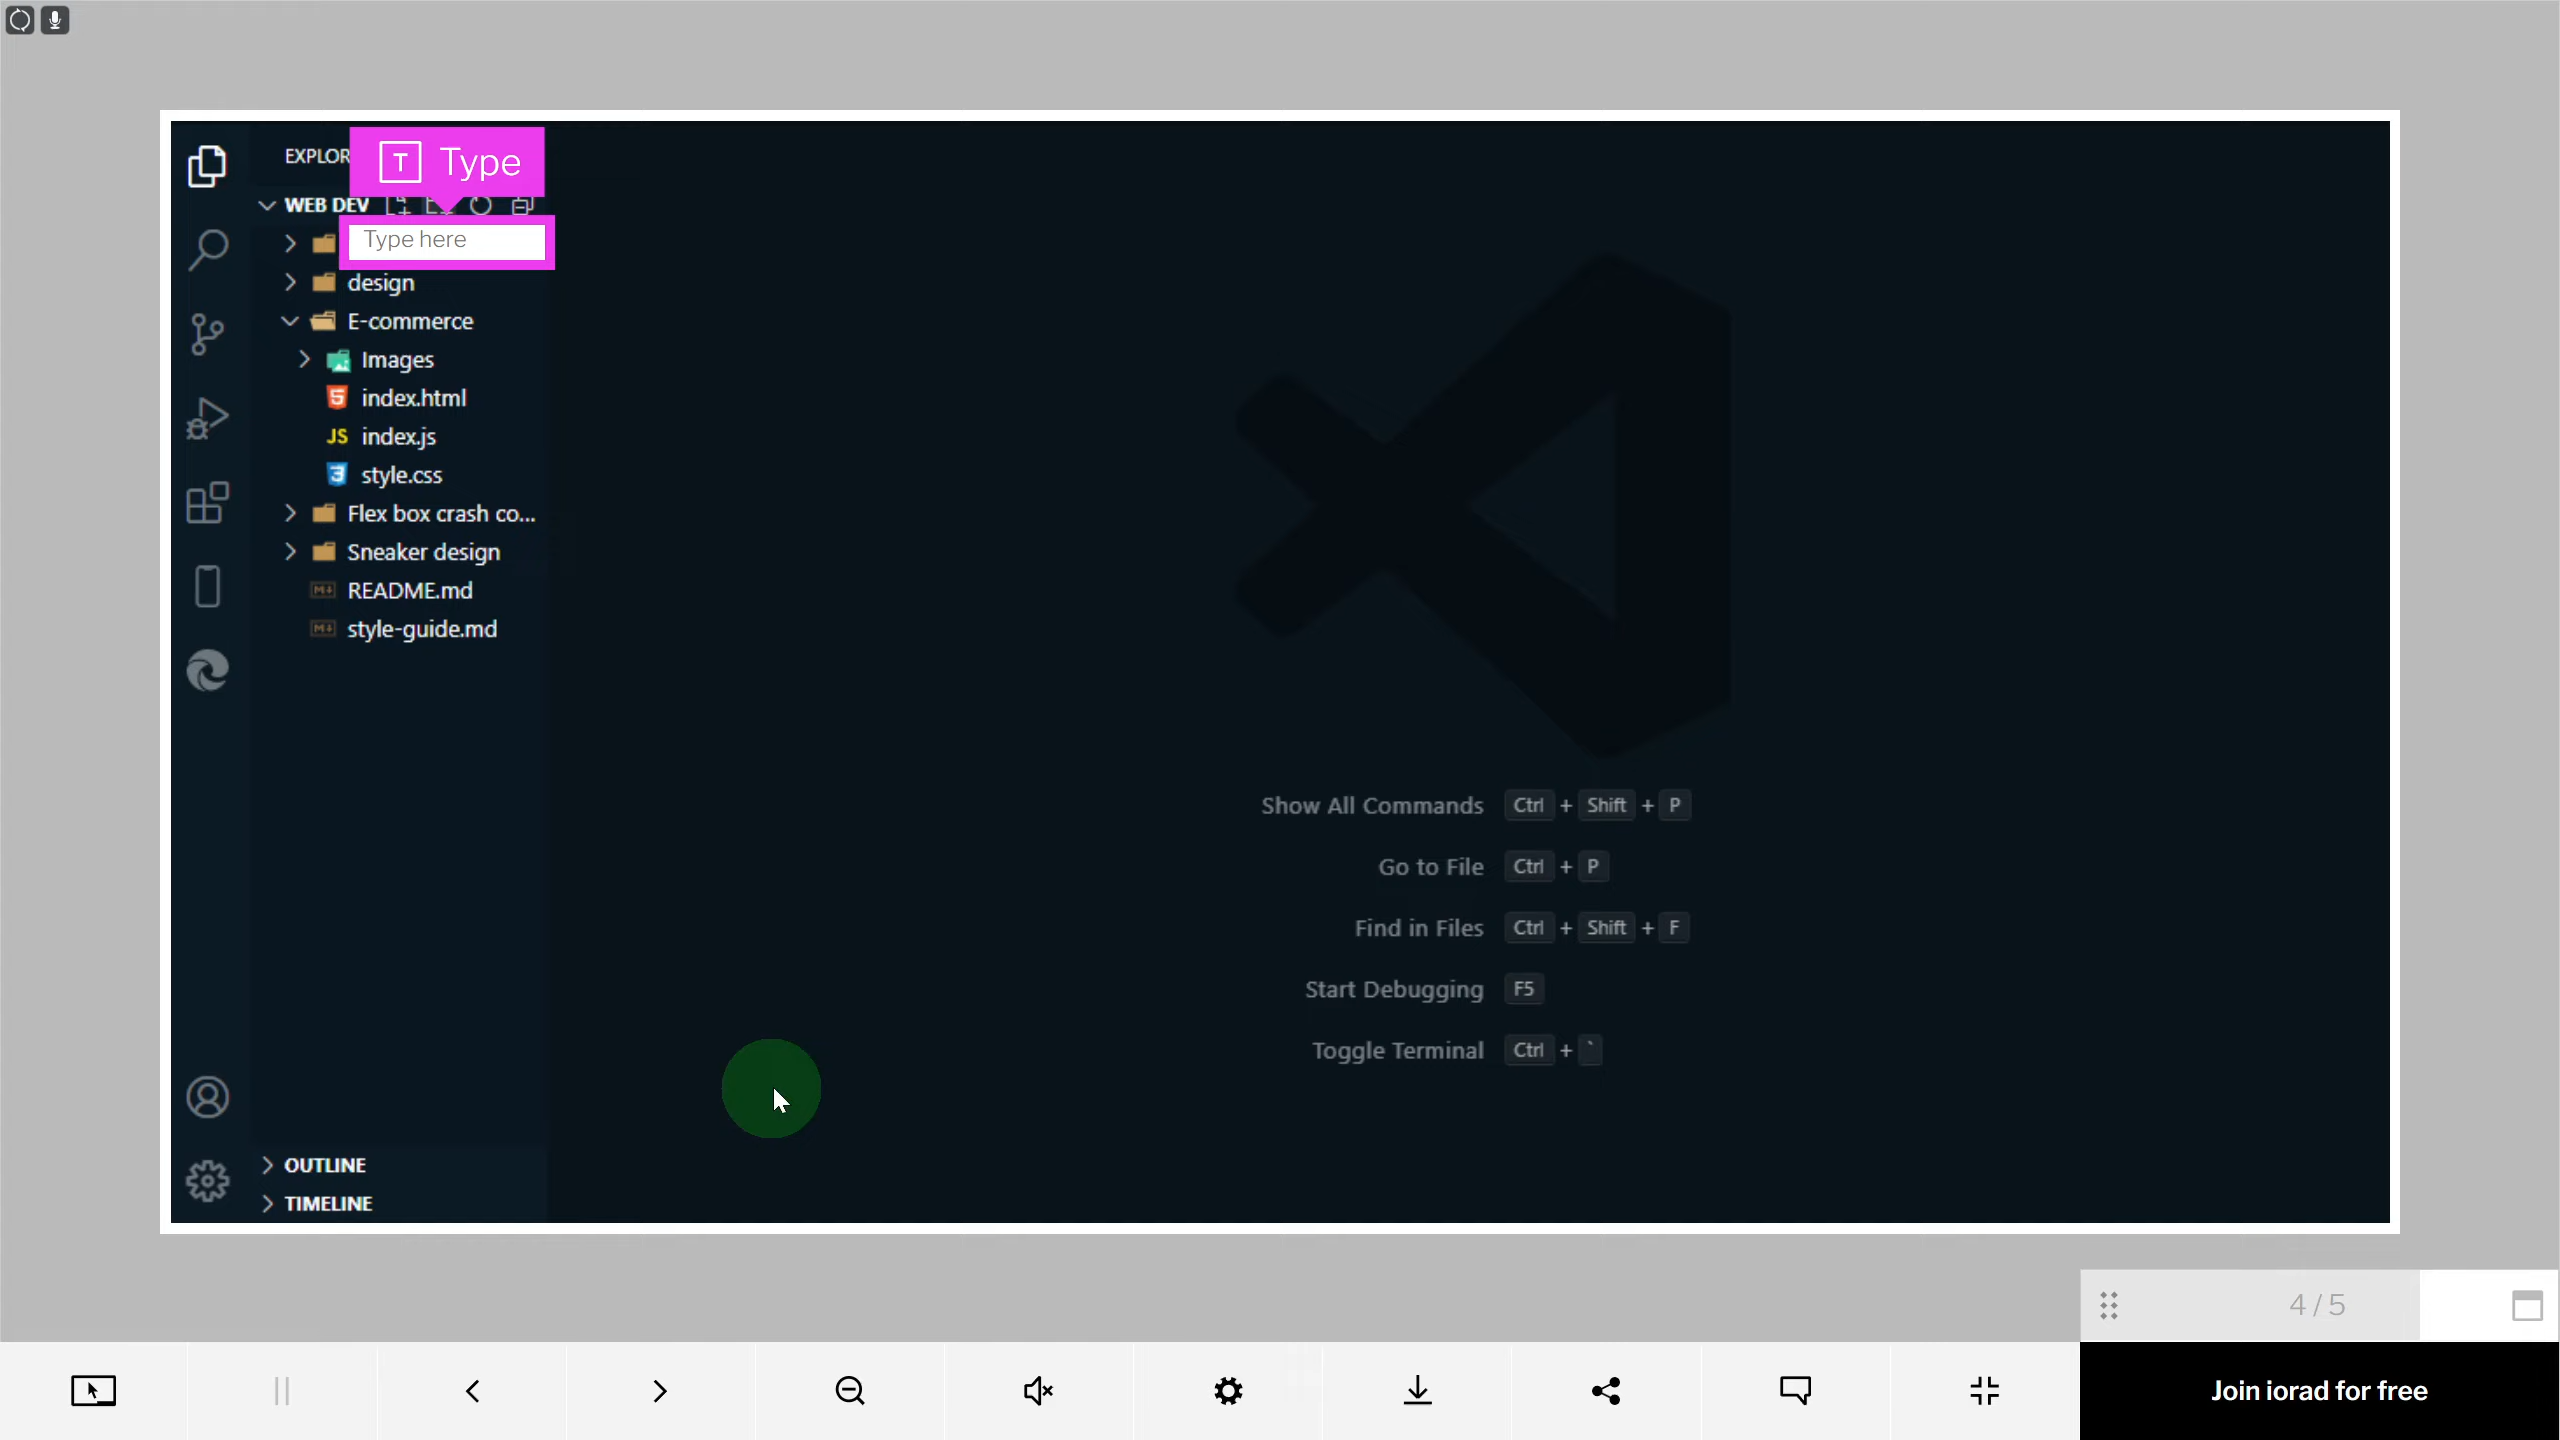 EXPLOR
T Type
WEB DEV
Type here
design
E-commerce
Images
5 index.html
JS index.js
3 style.css
Flex box crash co...
Sneaker design
M↓ README.md
M↓ style-guide.md
Show All Commands Ctrl + Shift + P
Go to File Ctrl + P
Find in Files Ctrl + Shift + F
Start Debugging F5
Toggle Terminal Ctrl + `
OUTLINE
TIMELINE
4 / 5
Join iorad for free